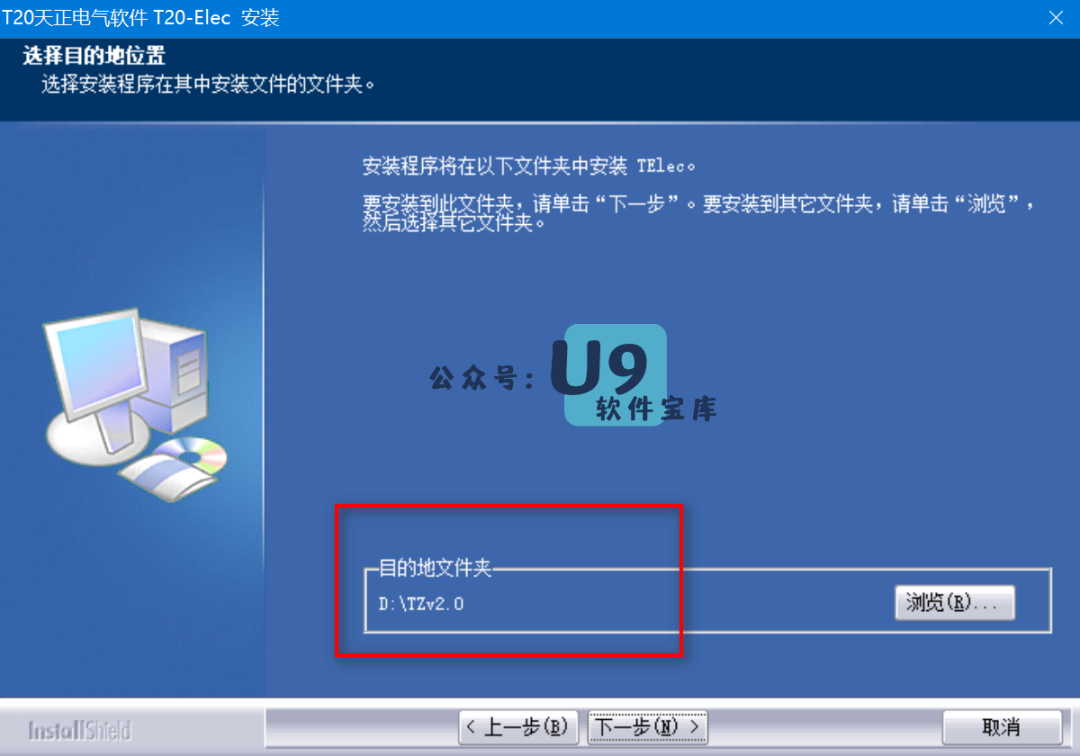 T20天正电气软件 T20-Elec 安装
选择目的地位置
选择安装程序在其中安装文件的文件夹。
安装程序将在以下文件夹中安装 TElec。
要安装到此文件夹，请单击“下一步”。要安装到其它文件夹，请单击“浏览”，
然后选择其它文件夹。
公众号：U9
软件宝库
目的地文件夹
D:\TZv2.0
浏览(R)...
InstallShield
< 上一步(B)
下一步(N) >
取消